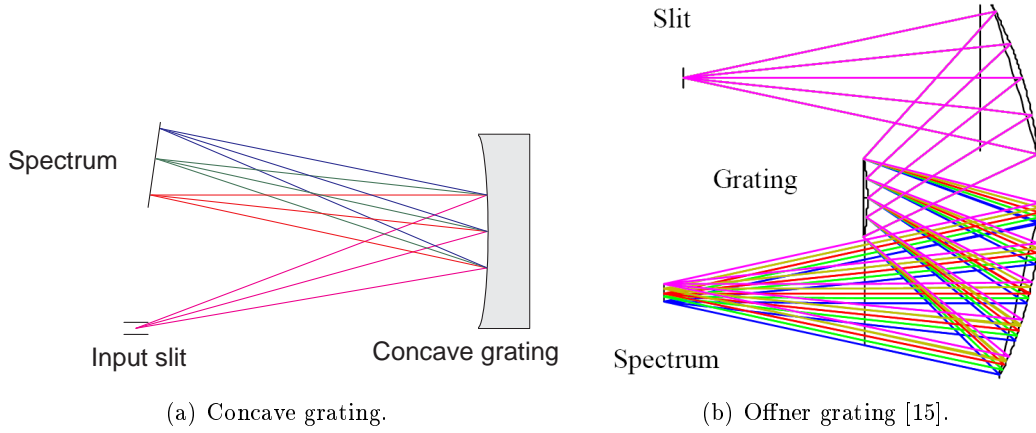 Spectrum
Input slit
Concave grating
(a) Concave grating.
Slit
Grating
Spectrum
(b) Offner grating [15].